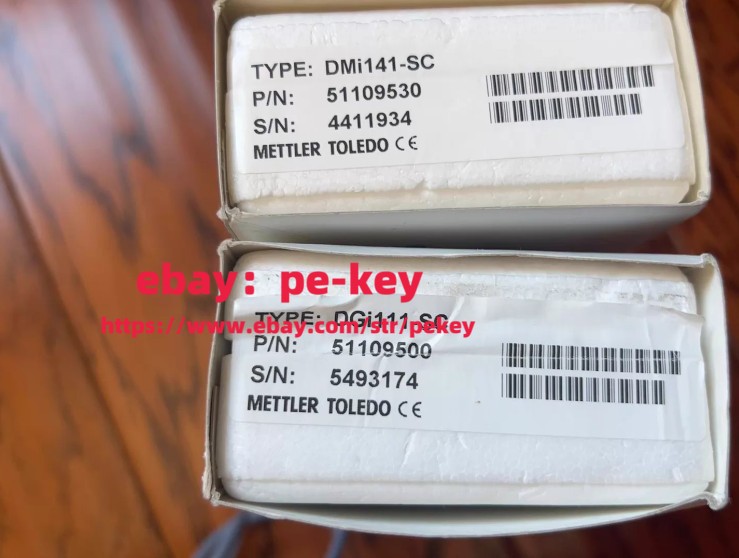 TYPE: DMi141-SC
P/N: 51109530
S/N: 4411934
METTLER TOLEDO CE
ebay: pe-key
TYPE: DGi111-SC
https://www.ebay.com/str/pekey
P/N: 51109500
S/N: 5493174
METTLER TOLEDO CE